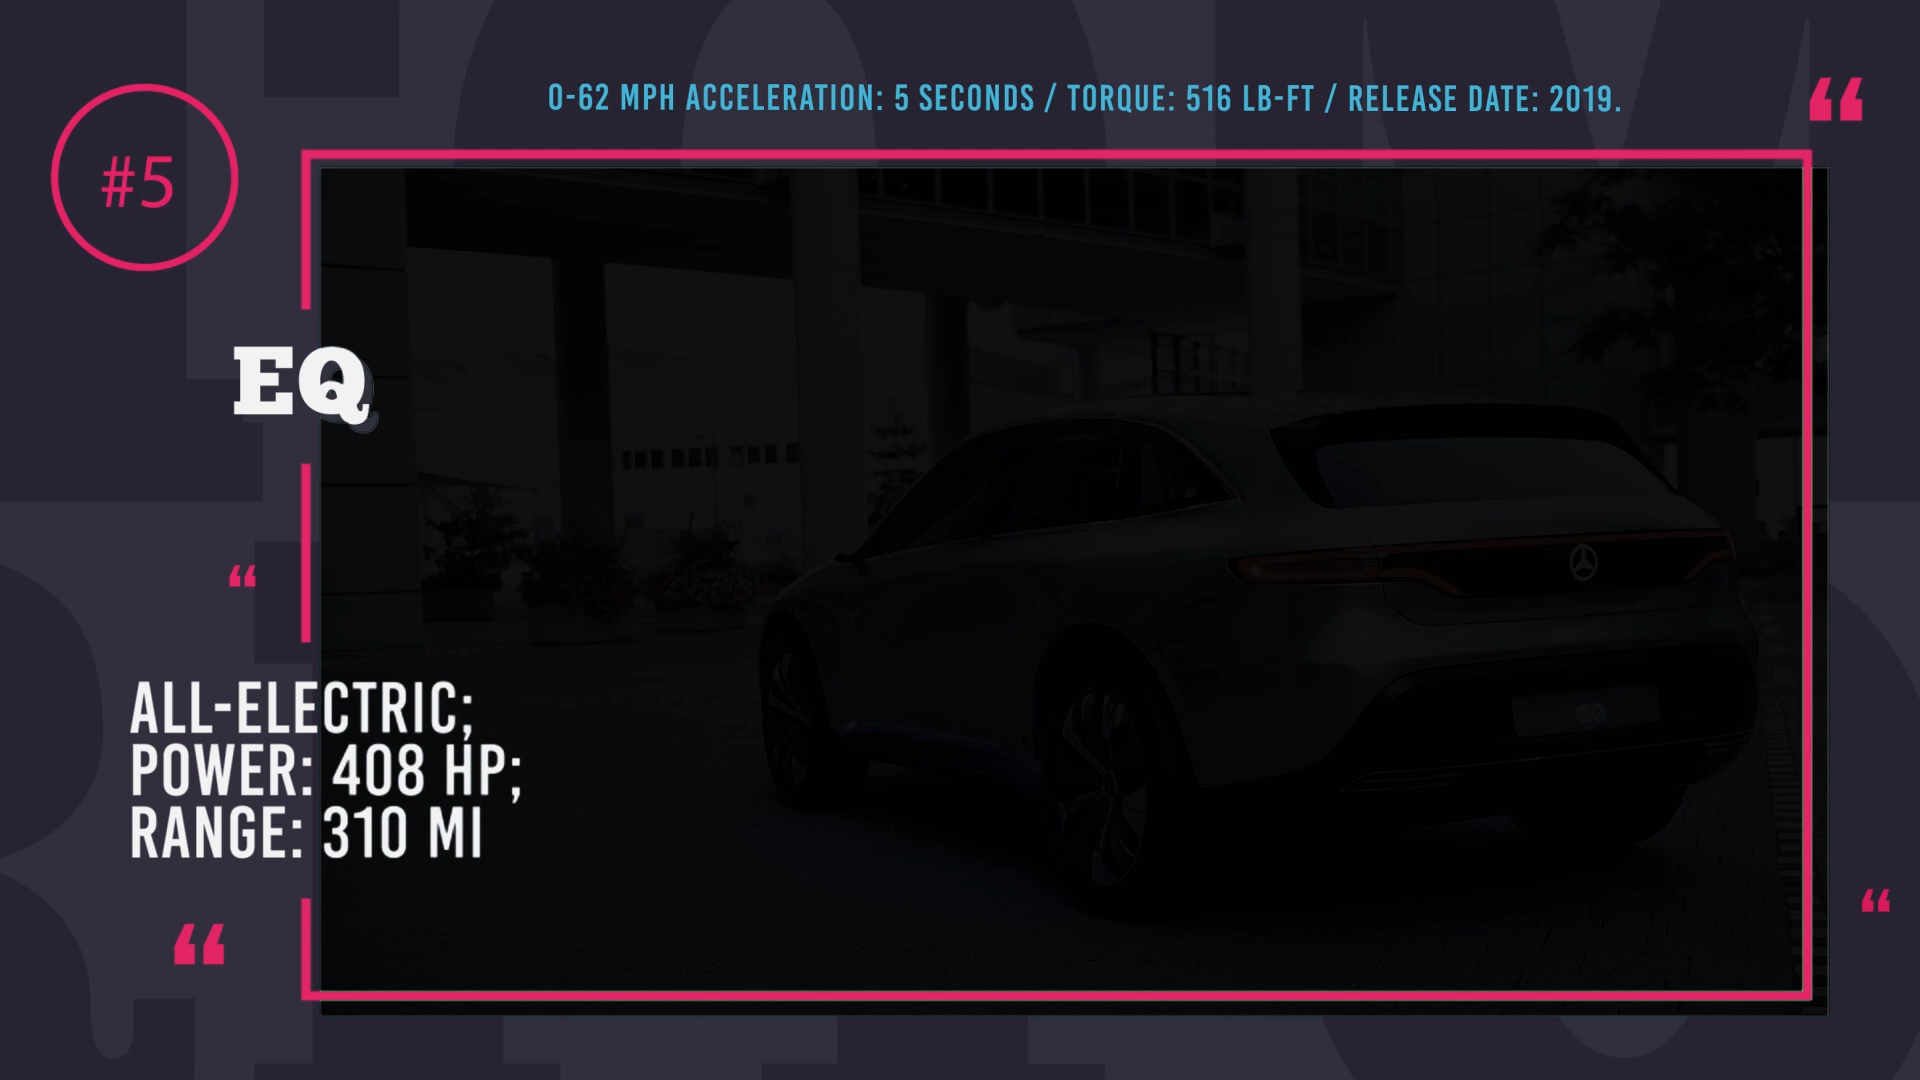 0-62 MPH ACCELERATION: 5 SECONDS / TORQUE: 516 LB-FT / RELEASE DATE: 2019.
#5
EQ
ALL-ELECTRIC;
POWER: 408 HP;
RANGE: 310 MI
EQ